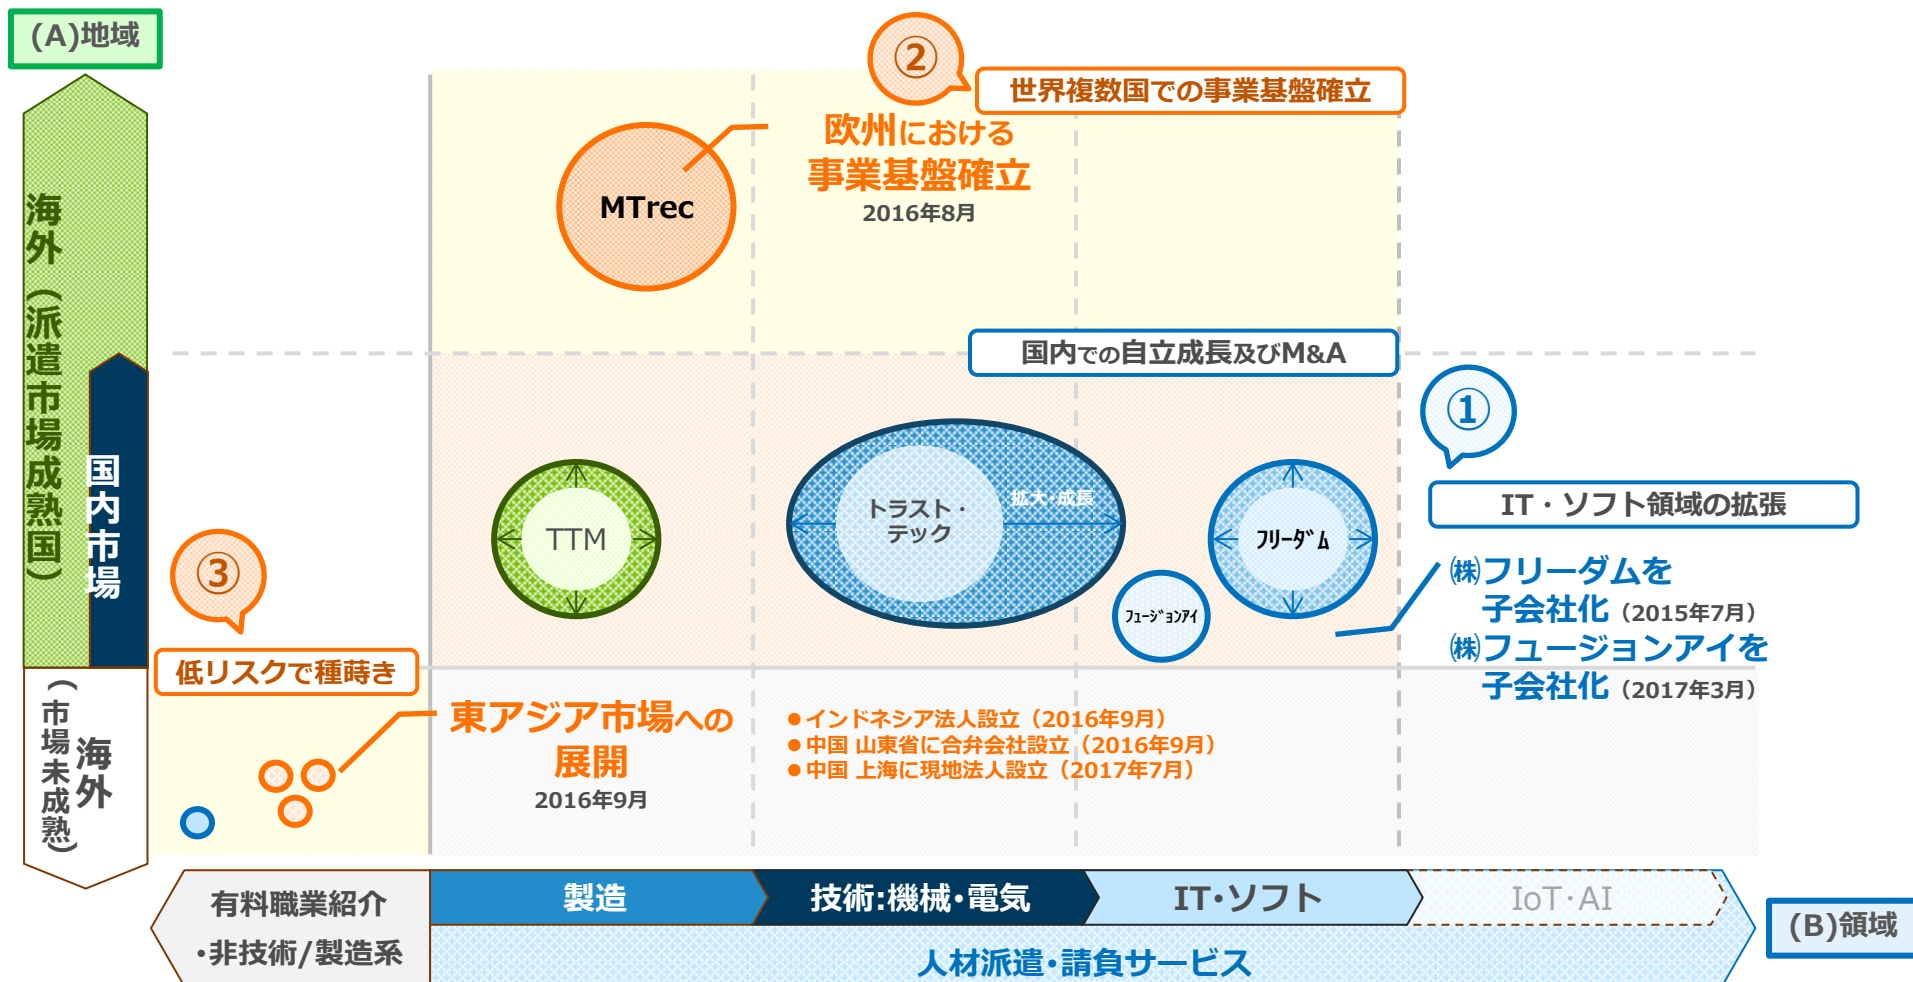 (A)地域
②
世界複数国での事業基盤確立
欧州における
事業基盤確立
2016年8月
MTrec
海外（派遣市場成熟国）
国内市場
国内での自立成長及びM&A
①
IT・ソフト領域の拡張
㈱フリーダムを
子会社化（2015年7月）
㈱フュージョンアイを
子会社化（2017年3月）
TTM
トラスト・
テック
拡大・成長
ﾌﾘｰﾀﾞﾑ
ﾌｭｰｼﾞｮﾝｱｲ
③
低リスクで種蒔き
海外
（市場未成熟）
東アジア市場への
展開
2016年9月
●インドネシア法人設立（2016年9月）
●中国 山東省に合弁会社設立（2016年9月）
●中国 上海に現地法人設立（2017年7月）
有料職業紹介
・非技術/製造系
製造
技術:機械・電気
IT・ソフト
IoT・AI
人材派遣・請負サービス
(B)領域